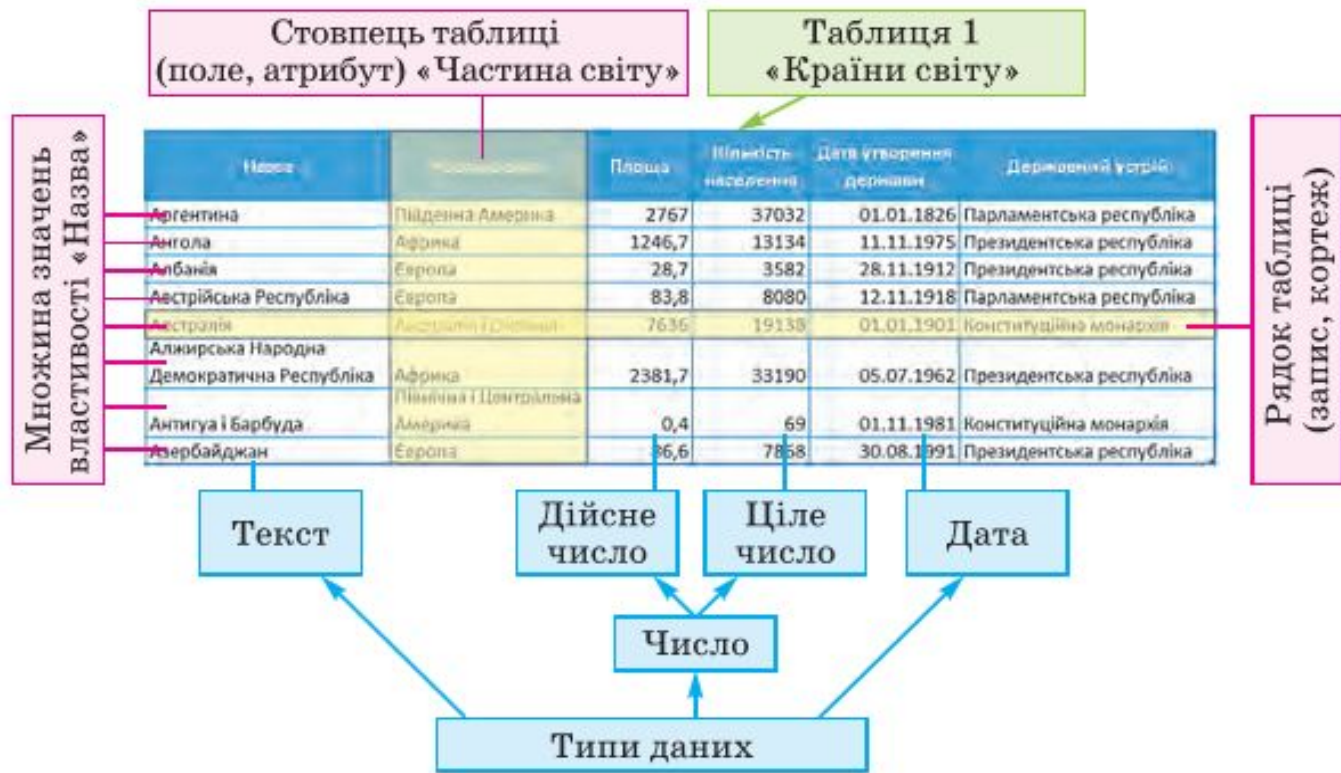 Стовпець таблиці
(поле, атрибут) «Частина світу»
Таблиця 1
«Країни світу»
Множина значень
властивості «Назва»
Назва Площа Кількість населення Дата утворення держави Державний устрій
Аргентина Південна Америка 2767 37032 01.01.1826 Парламентська республіка
Ангола Африка 1246,7 13134 11.11.1975 Президентська республіка
Албанія Європа 28,7 3582 28.11.1912 Президентська республіка
Австрійська Республіка Європа 83,8 8080 12.11.1918 Парламентська республіка
Австралія Австралія і Океанія 7636 19138 01.01.1901 Конституційна монархія
Алжирська Народна
Демократична Республіка Африка 2381,7 33190 05.07.1962 Президентська республіка
Північна і Центральна
Антигуа і Барбуда Америка 0,4 69 01.11.1981 Конституційна монархія
Азербайджан Європа 86,6 7868 30.08.1991 Президентська республіка
Рядок таблиці
(запис, кортеж)
Текст
Дійсне
число
Ціле
число
Дата
Число
Типи даних